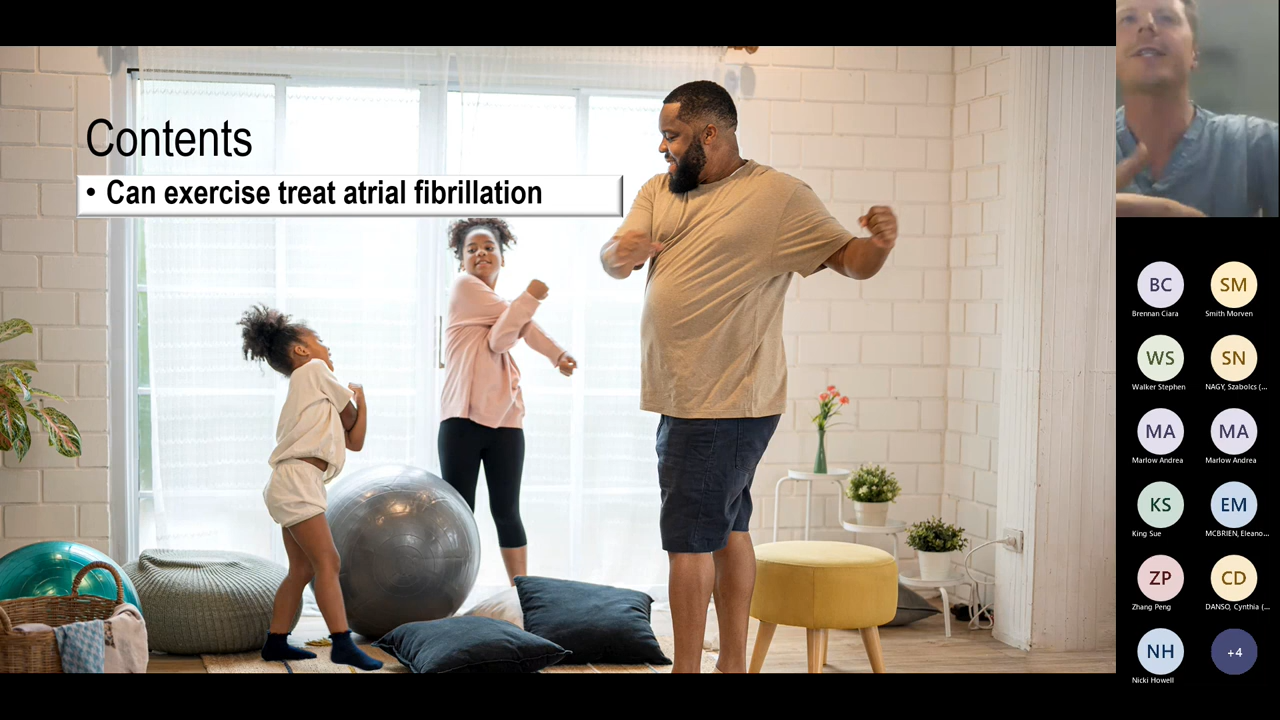 Contents
• Can exercise treat atrial fibrillation
BC
SM
Brennan Ciara
Smith Morven
WS
SN
Walker Stephen
NAGY, Szabolcs (...
MA
MA
Marlow Andrea
Marlow Andrea
KS
EM
King Sue
MCBRIEN, Eleano...
ZP
CD
Zhang Peng
DANSO, Cynthia (...
NH
+4
Nicki Howell